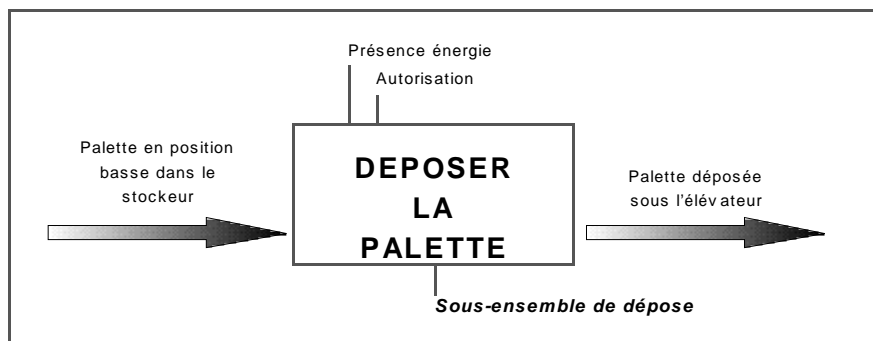 Présence énergie
Autorisation
Palette en position
basse dans le
stockeur
DEPOSER
LA
PALETTE
Palette déposée
sous l'élévateur
Sous-ensemble de dépose